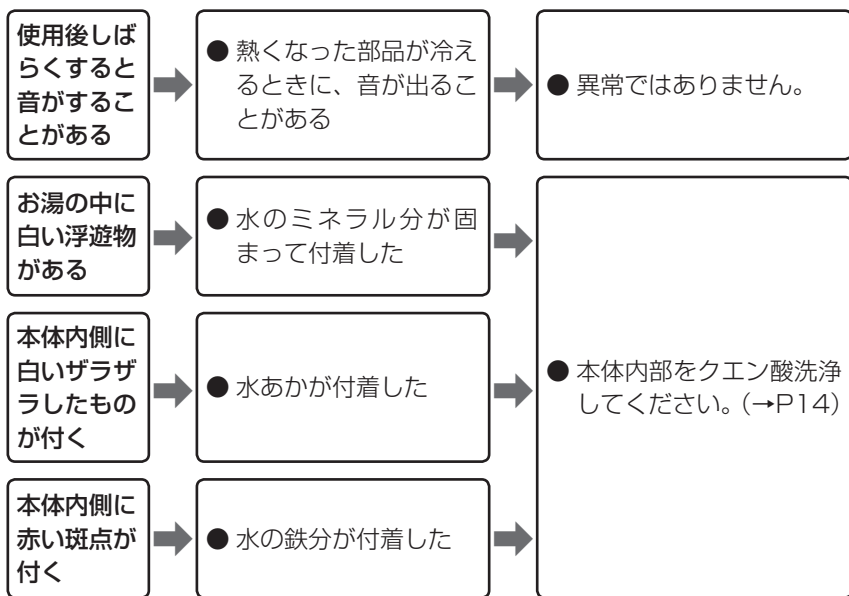 使用後しば
らくすると
音がするこ
とがある
● 熱くなった部品が冷え
るときに、音が出るこ
とがある
● 異常ではありません。
お湯の中に
白い浮遊物
がある
● 水のミネラル分が固
まって付着した
本体内側に
白いザラザ
ラしたもの
が付く
● 水あかが付着した
● 本体内部をクエン酸洗浄
してください。(→P14)
本体内側に
赤い斑点が
付く
● 水の鉄分が付着した